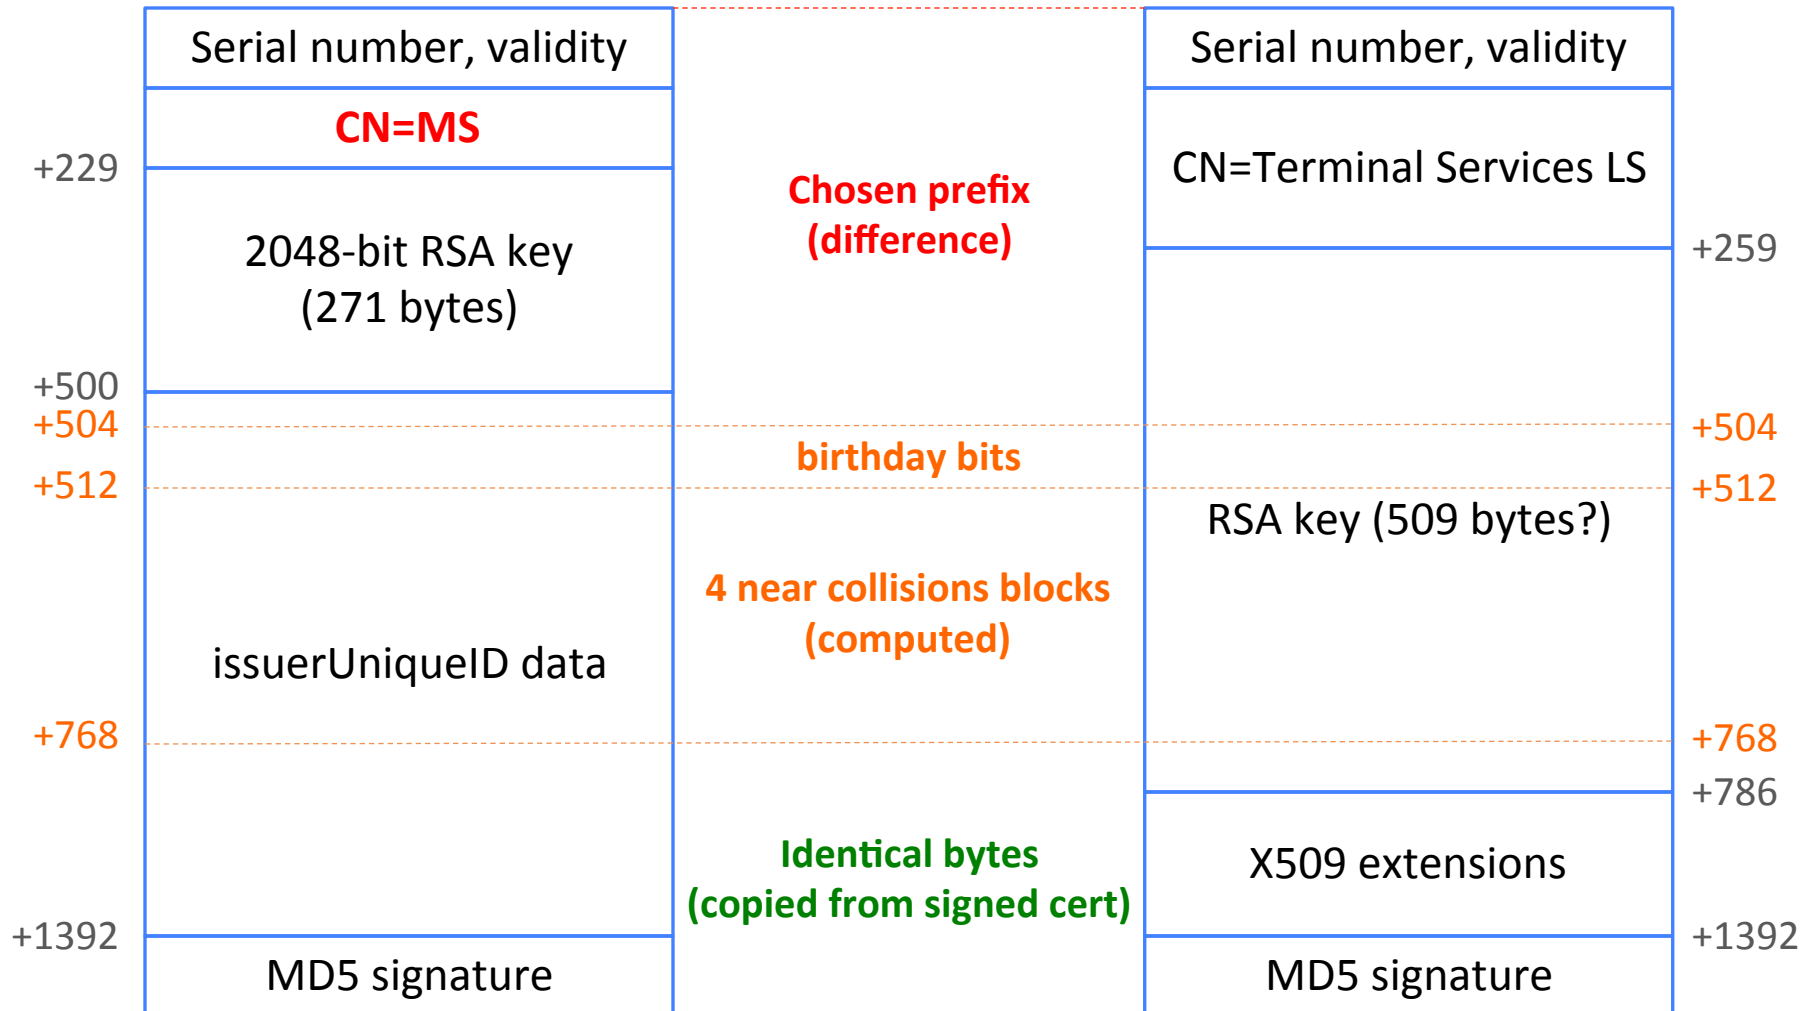 Serial number, validity
CN=MS
+229
2048-bit RSA key
(271 bytes)
+500
+504
+512
issuerUniqueID data
+768
+1392
MD5 signature
Chosen prefix
(difference)
birthday bits
4 near collisions blocks
(computed)
Identical bytes
(copied from signed cert)
Serial number, validity
CN=Terminal Services LS
+259
+504
+512
RSA key (509 bytes?)
+768
+786
X509 extensions
+1392
MD5 signature